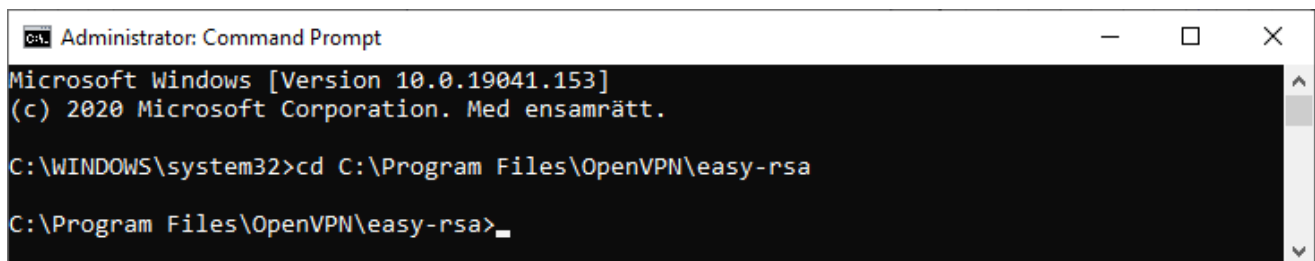 Administrator: Command Prompt
Microsoft Windows [Version 10.0.19041.153]
(c) 2020 Microsoft Corporation. Med ensamrätt.
C:\WINDOWS\system32>cd C:\Program Files\OpenVPN\easy-rsa
C:\Program Files\OpenVPN\easy-rsa>